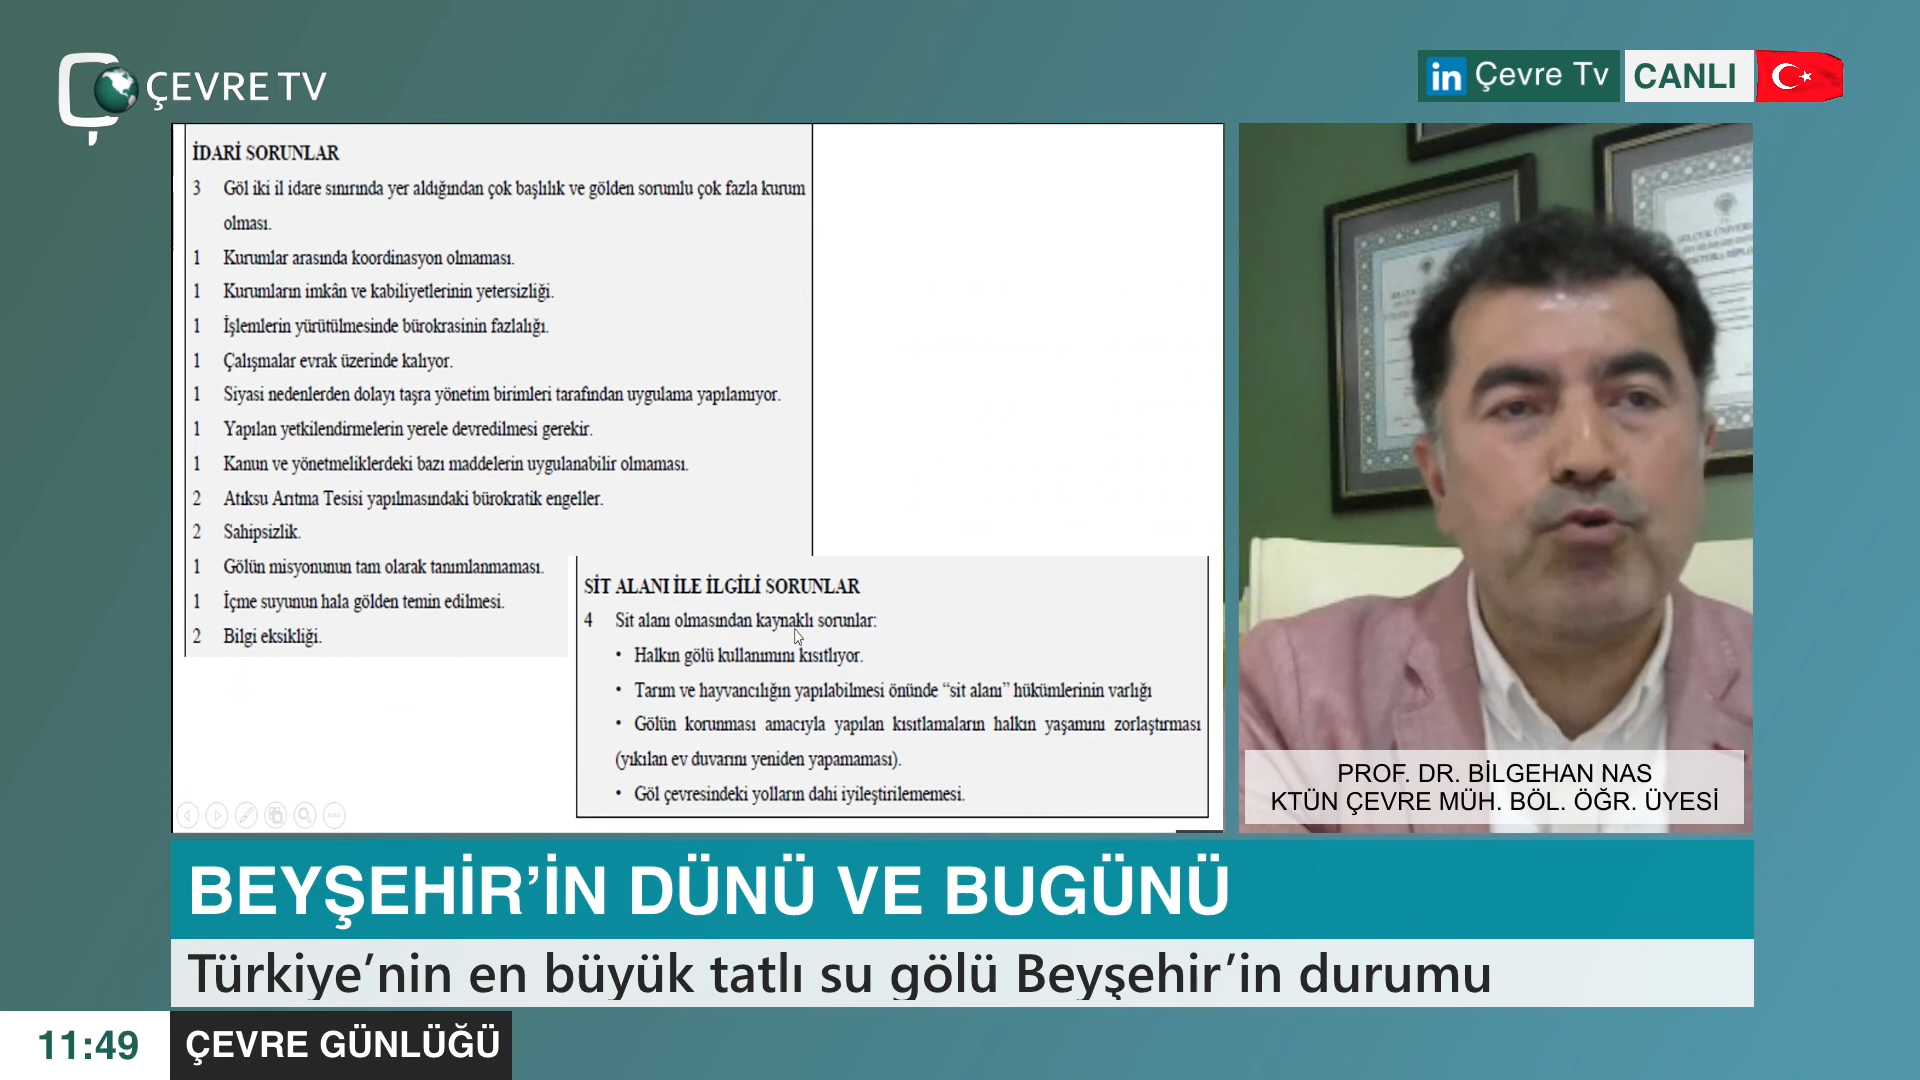 ÇEVRE TV
in Çevre Tv CANLI
İDARİ SORUNLAR
3 Göl iki il idare sınırında yer aldığından çok başlılık ve gölden sorumlu çok fazla kurum
olması.
1 Kurumlar arasında koordinasyon olmaması.
1 Kurumların imkân ve kabiliyetlerinin yetersizliği.
1 İşlemlerin yürütülmesinde bürokrasinin fazlalığı.
1 Çalışmalar evrak üzerinde kalıyor.
1 Siyasi nedenlerden dolayı taşra yönetim birimleri tarafından uygulama yapılamıyor.
1 Yapılan yetkilendirmelerin yerele devredilmesi gerekir.
1 Kanun ve yönetmeliklerdeki bazı maddelerin uygulanabilir olmaması.
2 Atıksu Arıtma Tesisi yapılmasındaki bürokratik engeller.
2 Sahipsizlik.
1 Gölün misyonunun tam olarak tanımlanmaması.
1 İçme suyunun hala gölden temin edilmesi.
2 Bilgi eksikliği.
SİT ALANI İLE İLGİLİ SORUNLAR
4 Sit alanı olmasından kaynaklı sorunlar:
• Halkın gölü kullanımını kısıtlıyor.
• Tarım ve hayvancılığın yapılabilmesi önünde “sit alanı” hükümlerinin varlığı
• Gölün korunması amacıyla yapılan kısıtlamaların halkın yaşamını zorlaştırması
(yıkılan ev duvarını yeniden yapamaması).
• Göl çevresindeki yolların dahi iyileştirilememesi.
PROF. DR. BİLGEHAN NAS
KTÜN ÇEVRE MÜH. BÖL. ÖĞR. ÜYESİ
BEYŞEHİR’İN DÜNÜ VE BUGÜNÜ
Türkiye’nin en büyük tatlı su gölü Beyşehir’in durumu
11:49 ÇEVRE GÜNLÜĞÜ